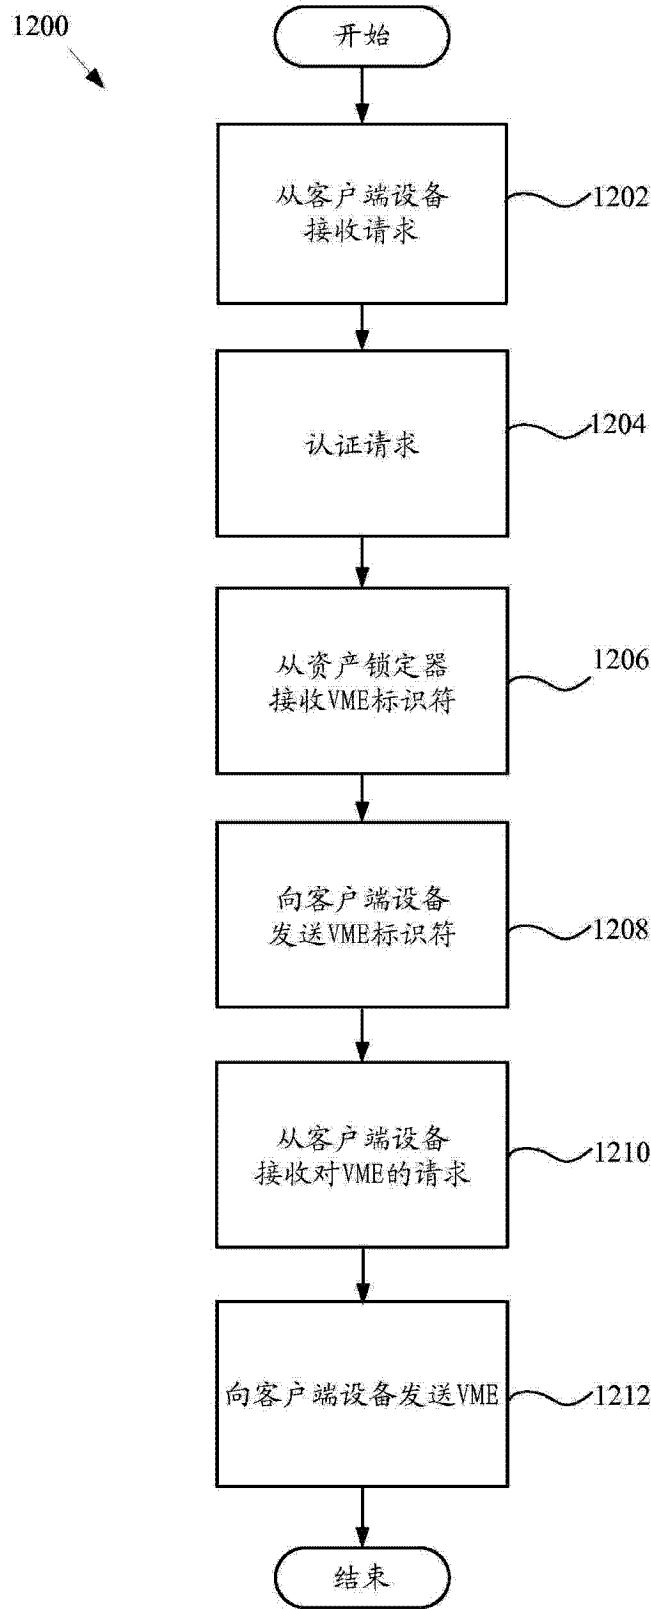 1200
开始
从客户端设备
接收请求
1202
认证请求
1204
从资产锁定器
接收VME标识符
1206
向客户端设备
发送VME标识符
1208
从客户端设备
接收对VME的请求
1210
向客户端设备发送VME
1212
结束